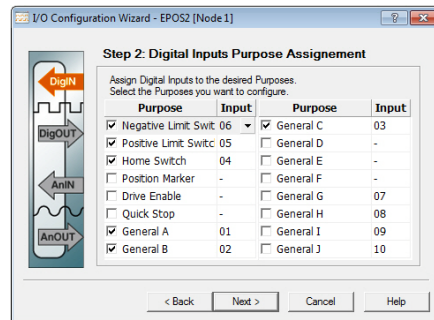 I/O Configuration Wizard - EPOS2 [Node 1]
Step 2: Digital Inputs Purpose Assignement
Assign Digital Inputs to the desired Purposes.
Select the Purposes you want to configure.
Purpose Input Purpose Input
Negative Limit Swit 06 General C 03
Positive Limit Switc 05 General D -
Home Switch 04 General E -
Position Marker - General F -
Drive Enable - General G 07
Quick Stop - General H 08
General A 01 General I 09
General B 02 General J 10
DigIN
DigOUT
AnIN
AnOUT
< Back Next > Cancel Help